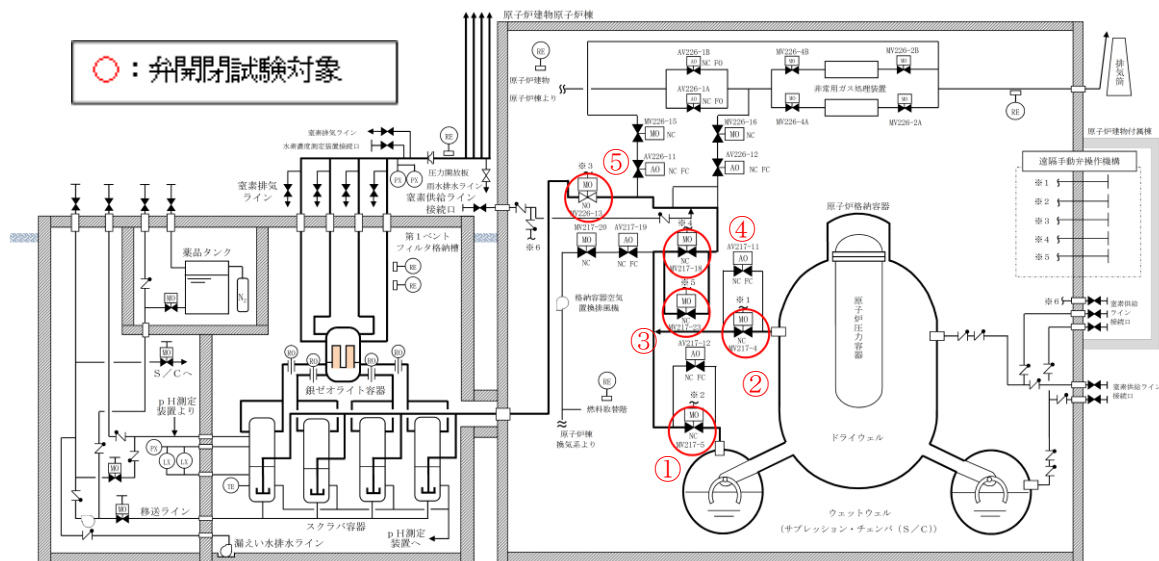 ○：弁開閉試験対象
原子炉建物原子炉棟
RE
原子炉建物
原子炉棟より
AV226-1B
AO
NC FO
AV226-1A
AO
NC FO
MV226-4B
MO
MV226-2B
MO
非常用ガス処理装置
MO
MV226-4A
MO
MV226-2A
RE
排気筒
原子炉建物付属棟
遠隔手動弁操作機構
※1
※2
※3
※4
※5
MV226-15
MO
NC
MV226-16
MO
NC
AV226-11
AO
NC FC
AV226-12
AO
NC FC
⑤
※3
MO
NO
MV226-13
窒素排気ライン
水素濃度測定装置接続口
RE
PX
PX
圧力開放板
雨水排水ライン
窒素供給ライン
接続口
※6
窒素排気
ライン
第1ベント
フィルタ格納槽
RE
RE
薬品タンク
N₂
MO
MO
S／Cへ
pH測定
装置より
RO
RO
RO
RO
銀ゼオライト容器
PX
LX
LX
TE
MO
MO
移送ライン
スクラバ容器
漏えい水排水ライン
pH測定
装置へ
MV217-20
MO
NC
AV217-19
AO
NC FC
格納容器空気
置換排風機
RE
燃料取替階
原子炉棟
換気系より
※4
MO
NC
MV217-18
④
※5
MO
NC
MV217-23
③
AV217-11
AO
NC FC
※1
MO
NC
MV217-4
②
AV217-12
AO
NC FC
※2
MO
NC
MV217-5
①
原子炉格納容器
原子炉圧力容器
ドライウェル
ウェットウェル
（サプレッション・チェンバ（S／C））
※6
窒素供給
ライン
接続口
窒素供給ライン
接続口